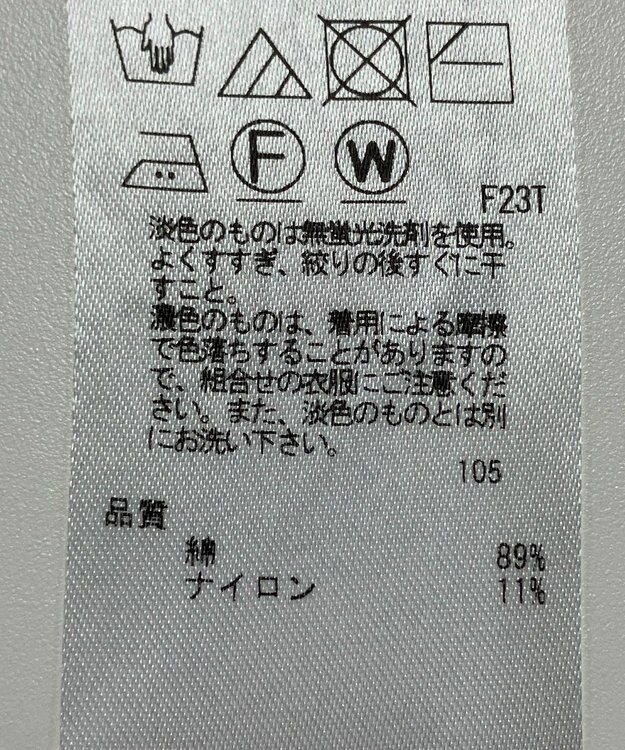 F W
F23T
淡色のものは無蛍光洗剤を使用。
よくすすぎ、絞りの後すぐに干
すこと。
濃色のものは、着用による摩擦
で色落ちすることがありますの
で、組合せの衣服にご注意くだ
さい。また、淡色のものとは別
にお洗い下さい。
105
品質
綿 89%
ナイロン 11%